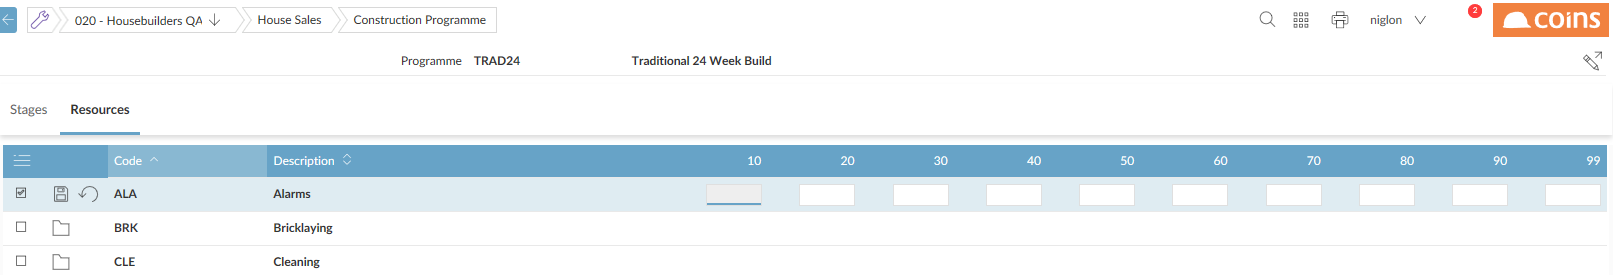 020 - Housebuilders QA
House Sales
Construction Programme
niglon
2
coins
Programme TRAD24 Traditional 24 Week Build
Stages Resources
Code Description 10 20 30 40 50 60 70 80 90 99
ALA Alarms
BRK Bricklaying
CLE Cleaning